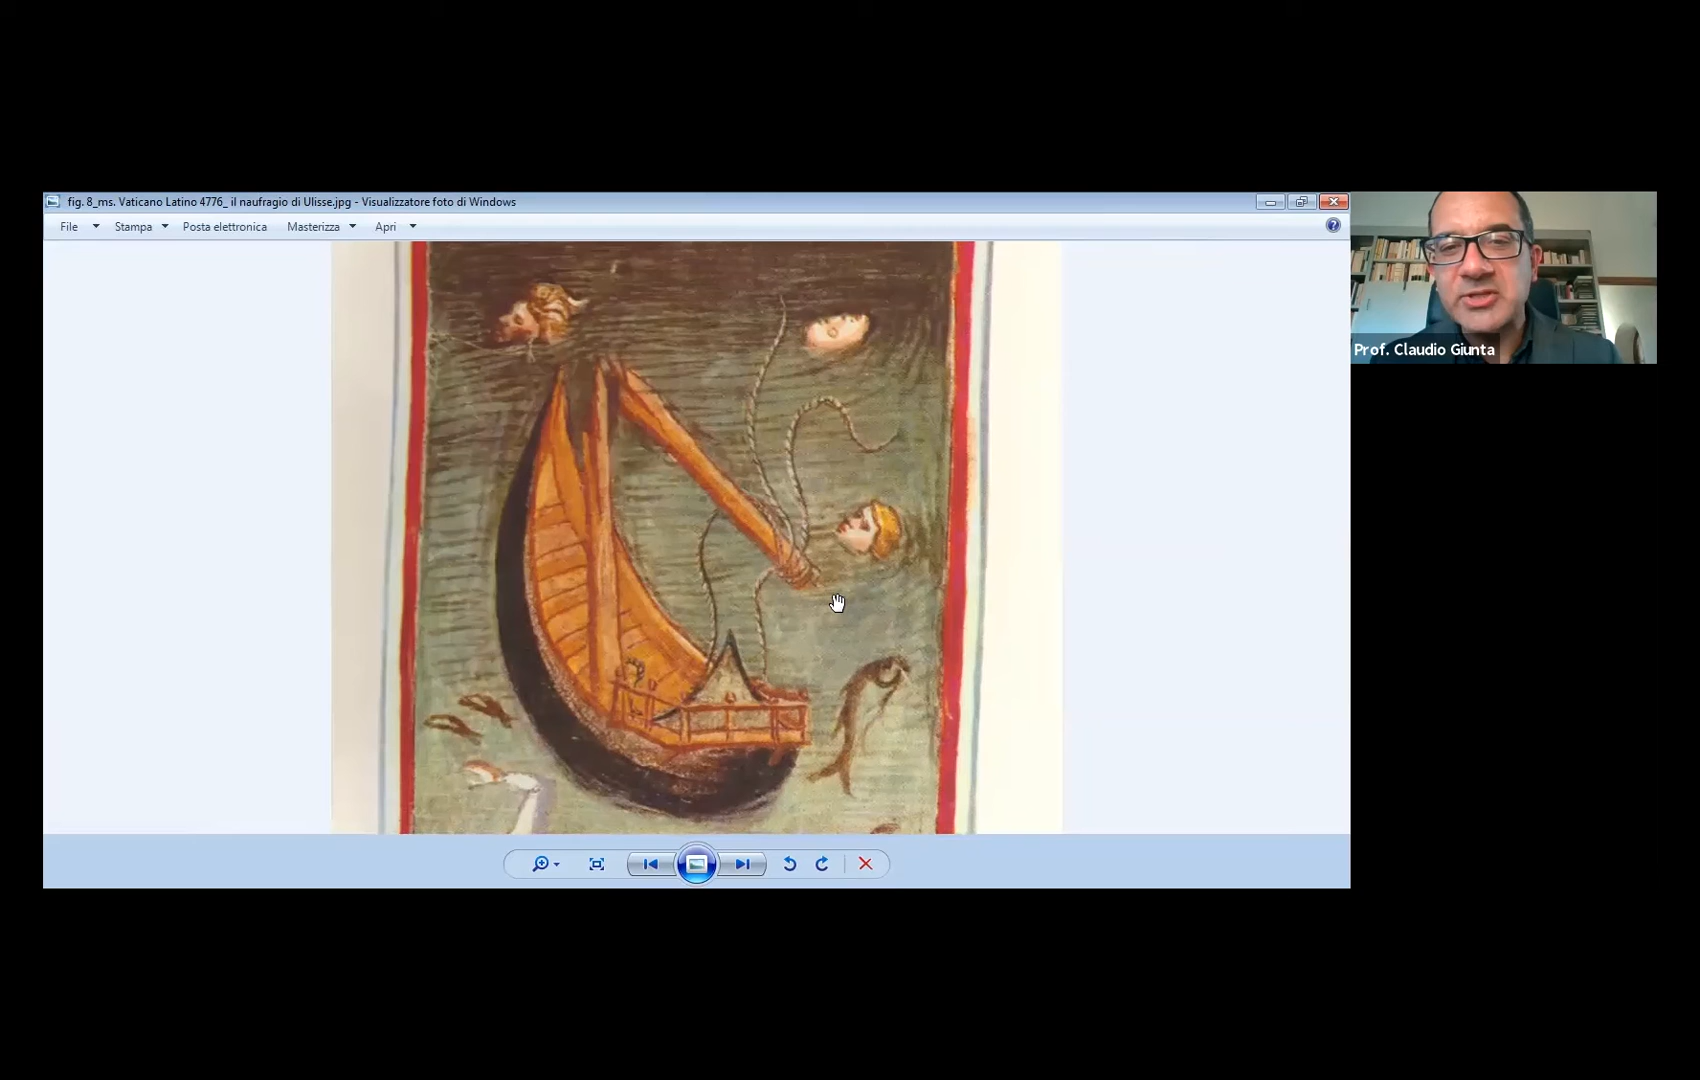 fig. 8_ms. Vaticano Latino 4776_ il naufragio di Ulisse.jpg - Visualizzatore foto di Windows
File Stampa Posta elettronica Masterizza Apri
Prof. Claudio Giunta